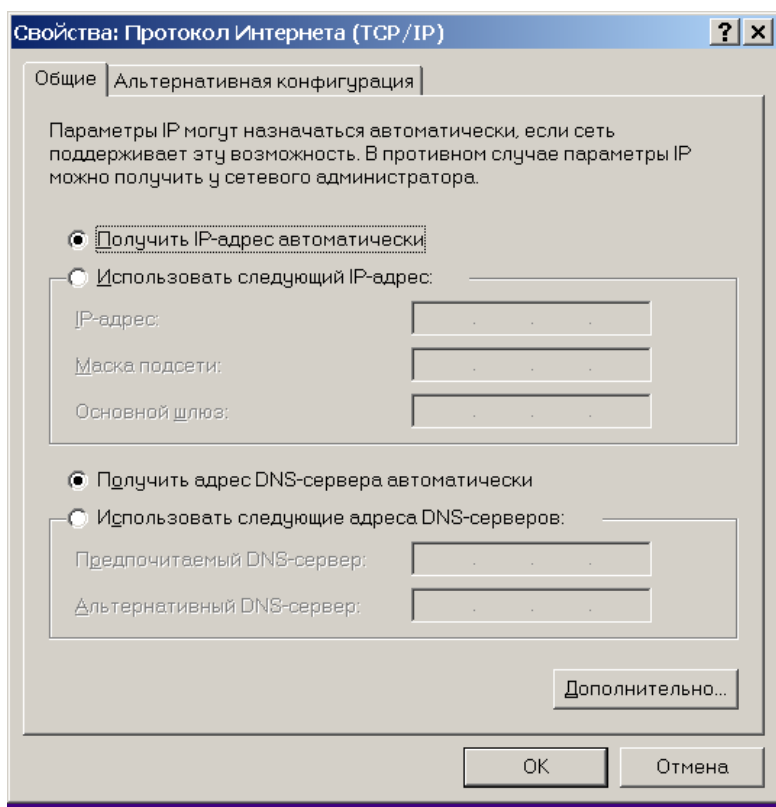 Свойства: Протокол Интернета (TCP/IP)
Общие
Альтернативная конфигурация
Параметры IP могут назначаться автоматически, если сеть
поддерживает эту возможность. В противном случае параметры IP
можно получить у сетевого администратора.
Получить IP-адрес автоматически
Использовать следующий IP-адрес:
IP-адрес:
Маска подсети:
Основной шлюз:
Получить адрес DNS-сервера автоматически
Использовать следующие адреса DNS-серверов:
Предпочитаемый DNS-сервер:
Альтернативный DNS-сервер:
Дополнительно...
OK
Отмена